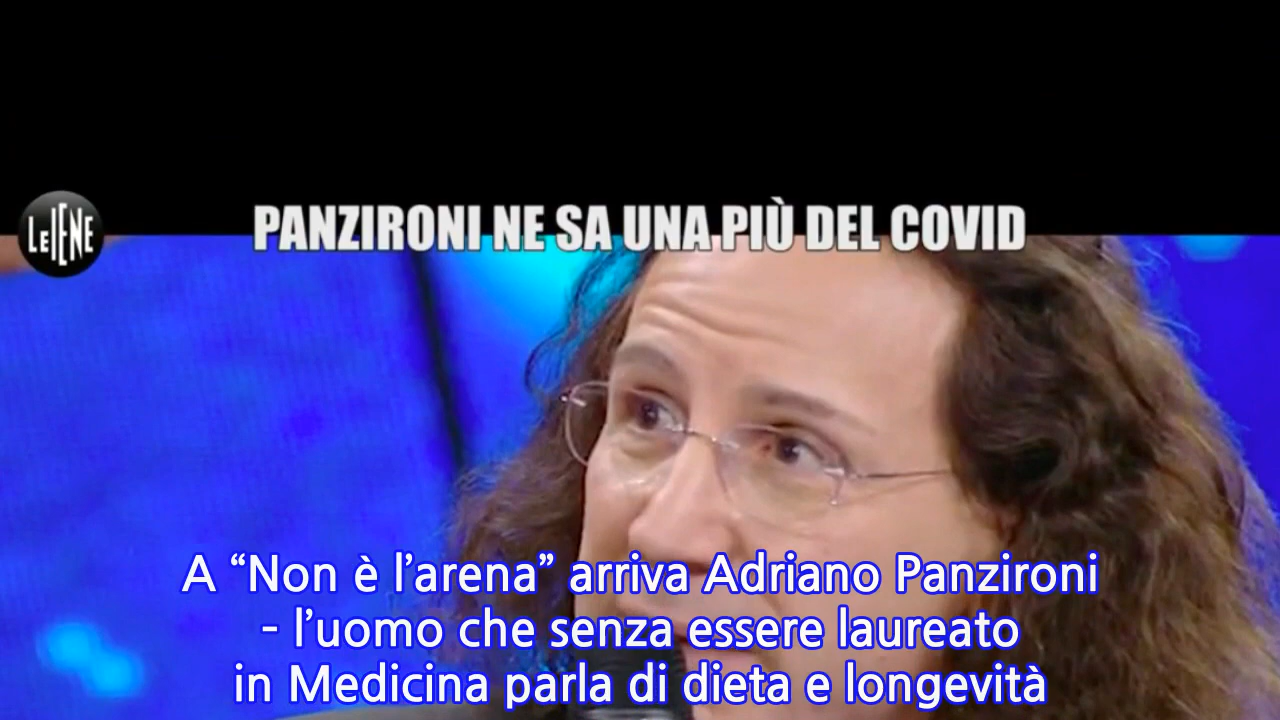 LE IENE
PANZIRONI NE SA UNA PIÙ DEL COVID
A “Non è l’arena” arriva Adriano Panzironi
- l’uomo che senza essere laureato
in Medicina parla di dieta e longevità